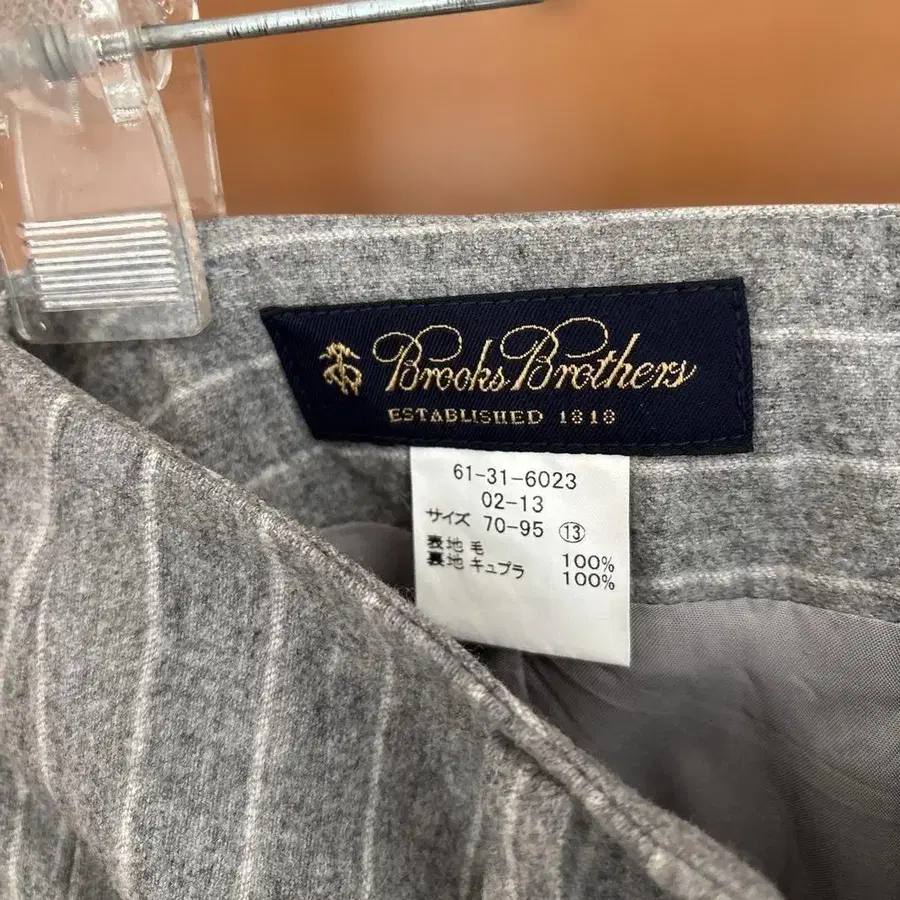 Brooks Brothers
ESTABLISHED 1818
61-31-6023
02-13
サイズ 70-95 ⑬
表地 毛 100%
裏地 キュプラ 100%